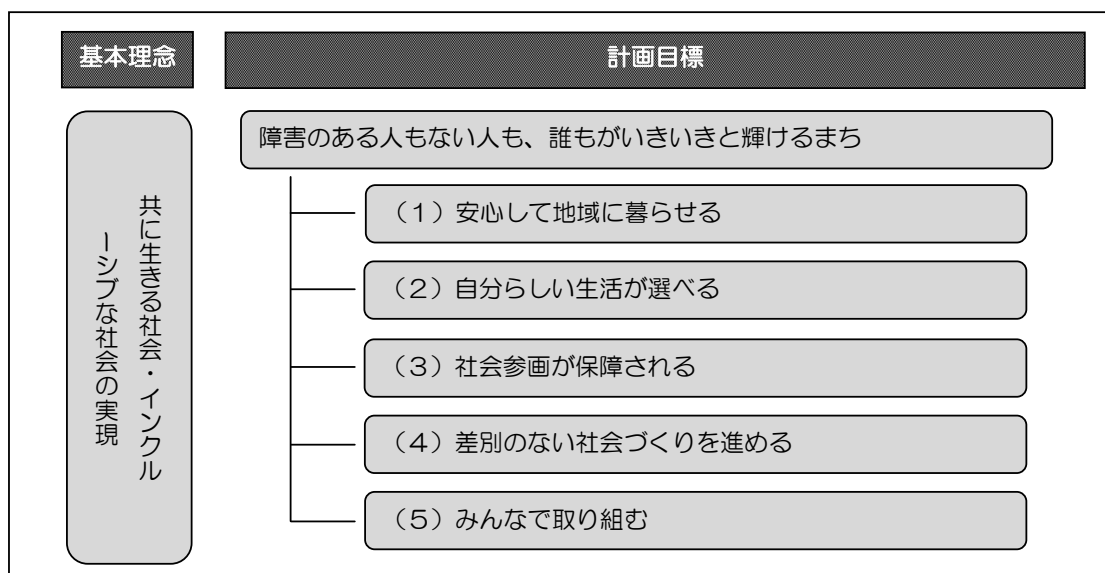 基本理念
計画目標
共に生きる社会・インクル
ーシブな社会の実現
障害のある人もない人も、誰もがいきいきと輝けるまち
（１）安心して地域に暮らせる
（２）自分らしい生活が選べる
（３）社会参画が保障される
（４）差別のない社会づくりを進める
（５）みんなで取り組む